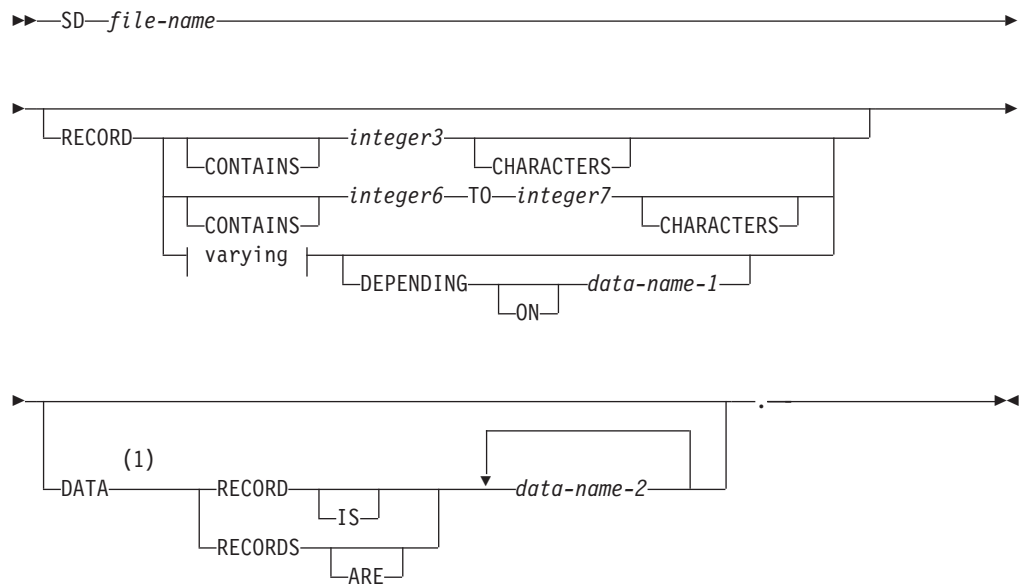 SD file-name
RECORD integer3
CONTAINS CHARACTERS
integer6 TO integer7
CONTAINS CHARACTERS
varying
DEPENDING data-name-1
ON
.
(1)
DATA RECORD data-name-2
IS
RECORDS
ARE